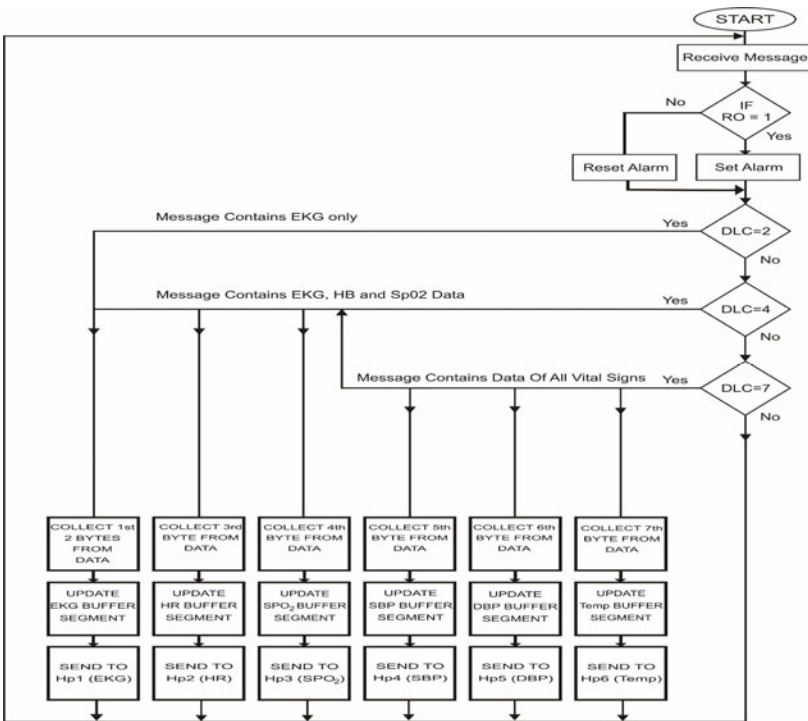 START
Receive Message
IF
RO = 1
No
Yes
Reset Alarm
Set Alarm
Message Contains EKG only
Yes
DLC=2
No
Message Contains EKG, HB and Sp02 Data
Yes
DLC=4
No
Message Contains Data Of All Vital Signs
Yes
DLC=7
No
COLLECT 1st
2 BYTES
FROM
DATA
COLLECT 3rd
BYTE FROM
DATA
COLLECT 4th
BYTE FROM
DATA
COLLECT 5th
BYTE FROM
DATA
COLLECT 6th
BYTE FROM
DATA
COLLECT 7th
BYTE FROM
DATA
UPDATE
EKG BUFFER
SEGMENT
UPDATE
HR BUFFER
SEGMENT
UPDATE
SPO₂ BUFFER
SEGMENT
UPDATE
SBP BUFFER
SEGMENT
UPDATE
DBP BUFFER
SEGMENT
UPDATE
Temp BUFFER
SEGMENT
SEND TO
Hp1 (EKG)
SEND TO
Hp2 (HR)
SEND TO
Hp3 (SPO₂)
SEND TO
Hp4 (SBP)
SEND TO
Hp5 (DBP)
SEND TO
Hp6 (Temp)